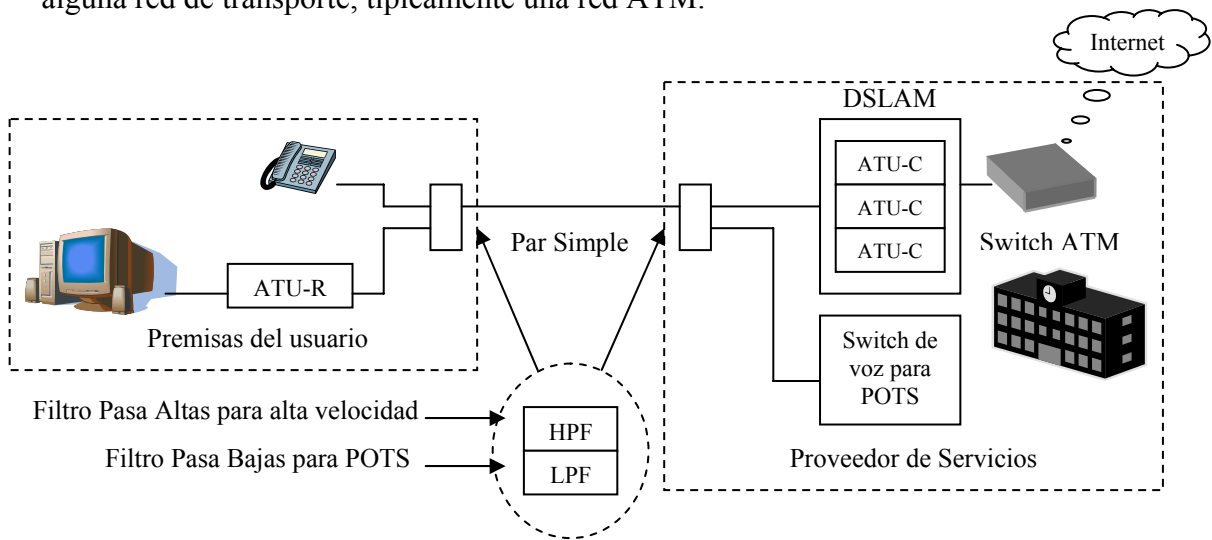 alguna red de transporte, típicamente una red ATM.
Internet
DSLAM
ATU-C
ATU-C
ATU-C
Switch ATM
Par Simple
ATU-R
Premisas del usuario
Switch de
voz para
POTS
Filtro Pasa Altas para alta velocidad
HPF
Filtro Pasa Bajas para POTS
LPF
Proveedor de Servicios